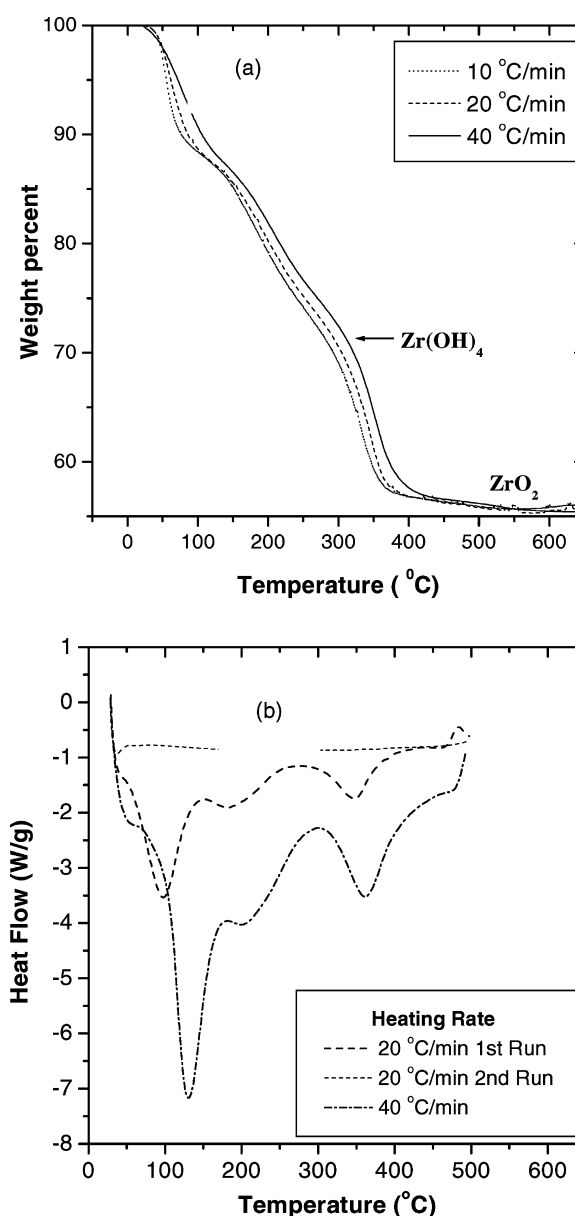 100
90
80
70
60
Weight percent
(a)
10 °C/min
20 °C/min
40 °C/min
Zr(OH)4
ZrO2
0 100 200 300 400 500 600
Temperature ( °C)
1
0
-1
-2
-3
-4
-5
-6
-7
-8
Heat Flow (W/g)
(b)
Heating Rate
20 °C/min 1st Run
20 °C/min 2nd Run
40 °C/min
0 100 200 300 400 500 600
Temperature (°C)